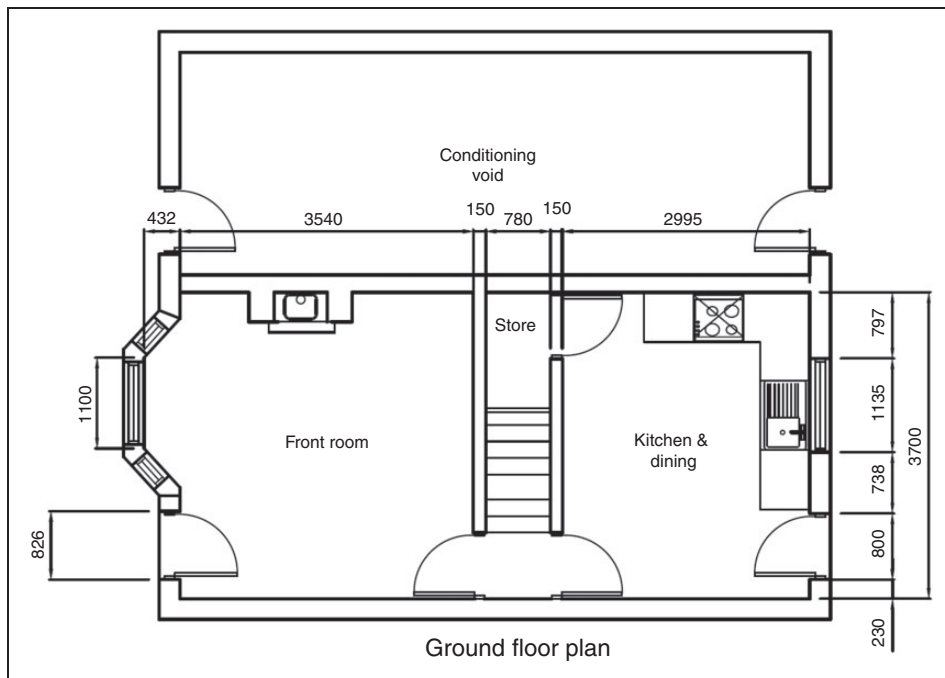 Conditioning
void
432
3540
150
780
150
2995
Store
797
1100
Front room
Kitchen &
dining
1135
3700
738
826
800
230
Ground floor plan